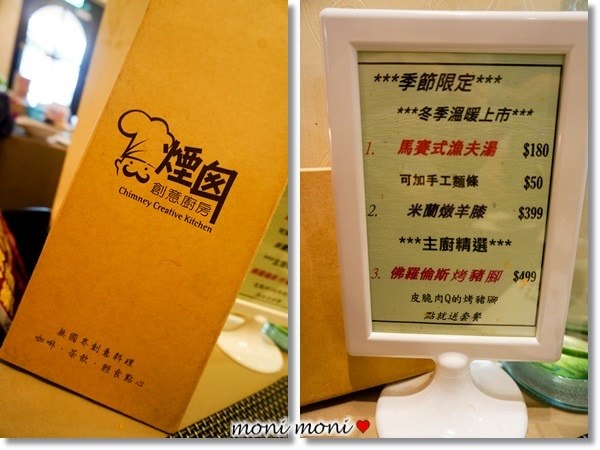 煙囪
創意廚房
Chimney Creative Kitchen
無國界創意料理
咖啡．茶飲．輕食點心
***季節限定***
***冬季溫暖上市***
1. 馬賽式漁夫湯 $180
可加手工麵條 $50
2. 米蘭燉羊膝 $399
***主廚精選***
3. 佛羅倫斯烤豬腳 $499
皮脆肉Q的烤豬腳
點就送套餐
moni moni